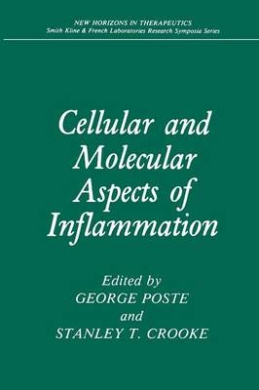 NEW HORIZONS IN THERAPEUTICS
Smith Kline & French Laboratories Research Symposia Series
Cellular and
Molecular
Aspects of
Inflammation
Edited by
GEORGE POSTE
and
STANLEY T. CROOKE